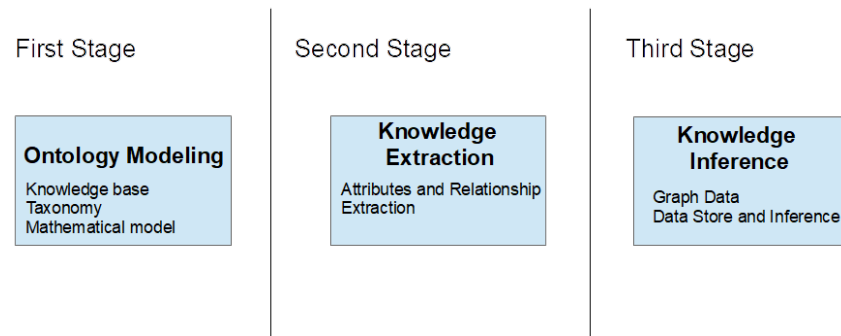 First Stage
Second Stage
Third Stage
Ontology Modeling
Knowledge base
Taxonomy
Mathematical model
Knowledge
Extraction
Attributes and Relationship
Extraction
Knowledge
Inference
Graph Data
Data Store and Inference